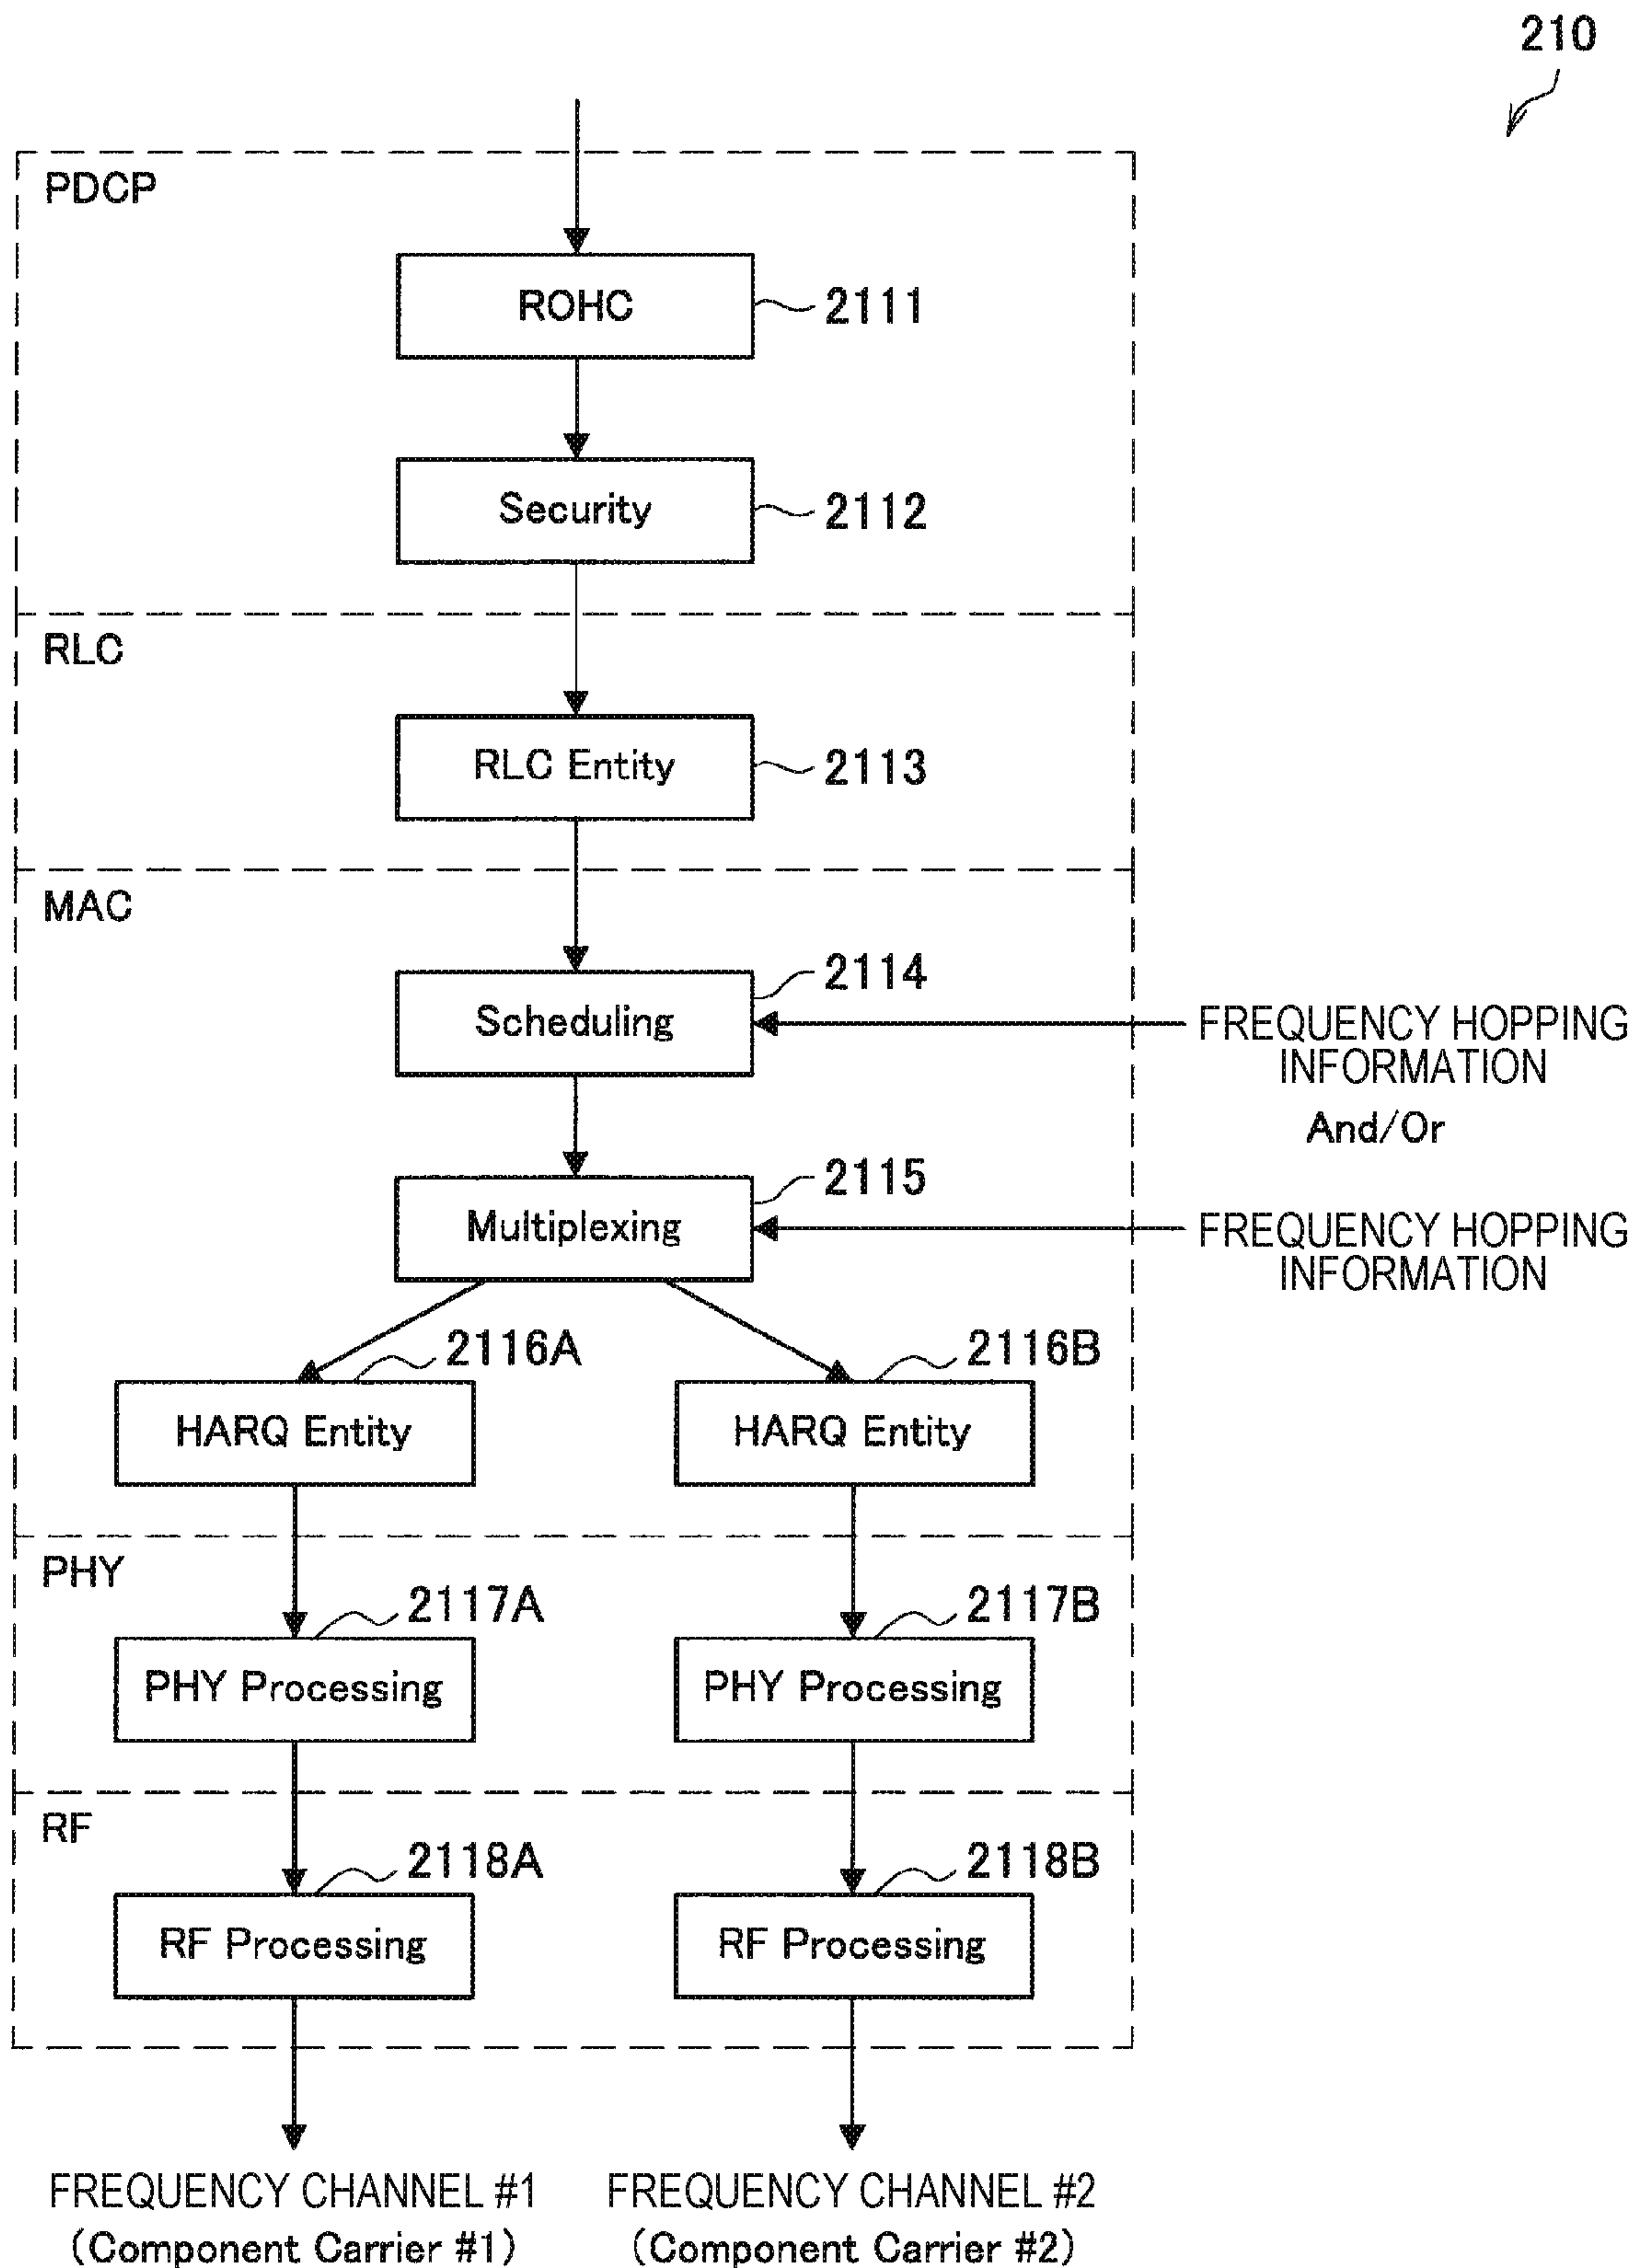 210
PDCP
ROHC
2111
Security
2112
RLC
RLC Entity
2113
MAC
2114
Scheduling
FREQUENCY HOPPING
INFORMATION
And/Or
2115
Multiplexing
FREQUENCY HOPPING
INFORMATION
2116A
2116B
HARQ Entity
HARQ Entity
PHY
2117A
2117B
PHY Processing
PHY Processing
RF
2118A
2118B
RF Processing
RF Processing
FREQUENCY CHANNEL #1
(Component Carrier #1)
FREQUENCY CHANNEL #2
(Component Carrier #2)